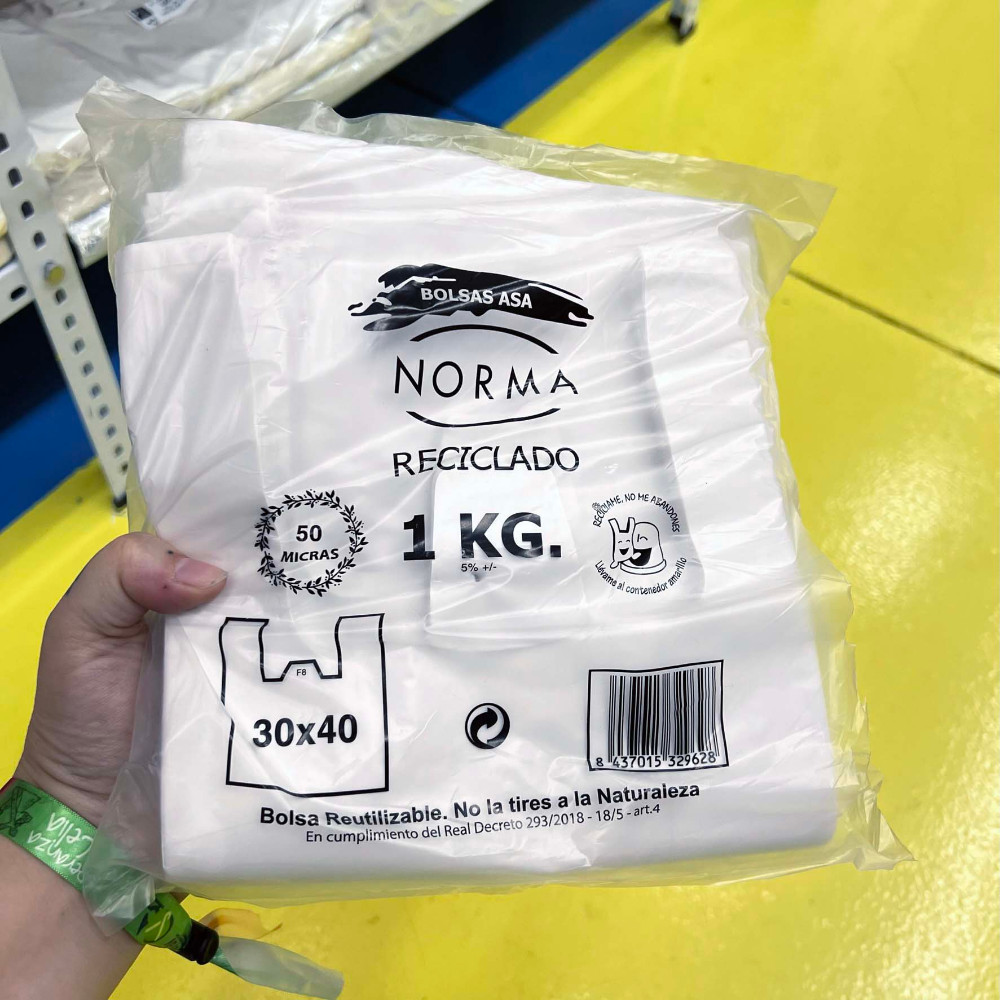 BOLSAS ASA
NORMA
RECICLADO
50
MICRAS
1 KG.
5% +/-
RECÍCLAME, NO ME ABANDONES
Llévame al contenedor amarillo
F6
30x40
8 437015 329628
Bolsa Reutilizable. No la tires a la Naturaleza
En cumplimiento del Real Decreto 293/2018 - 18/5 - art.4